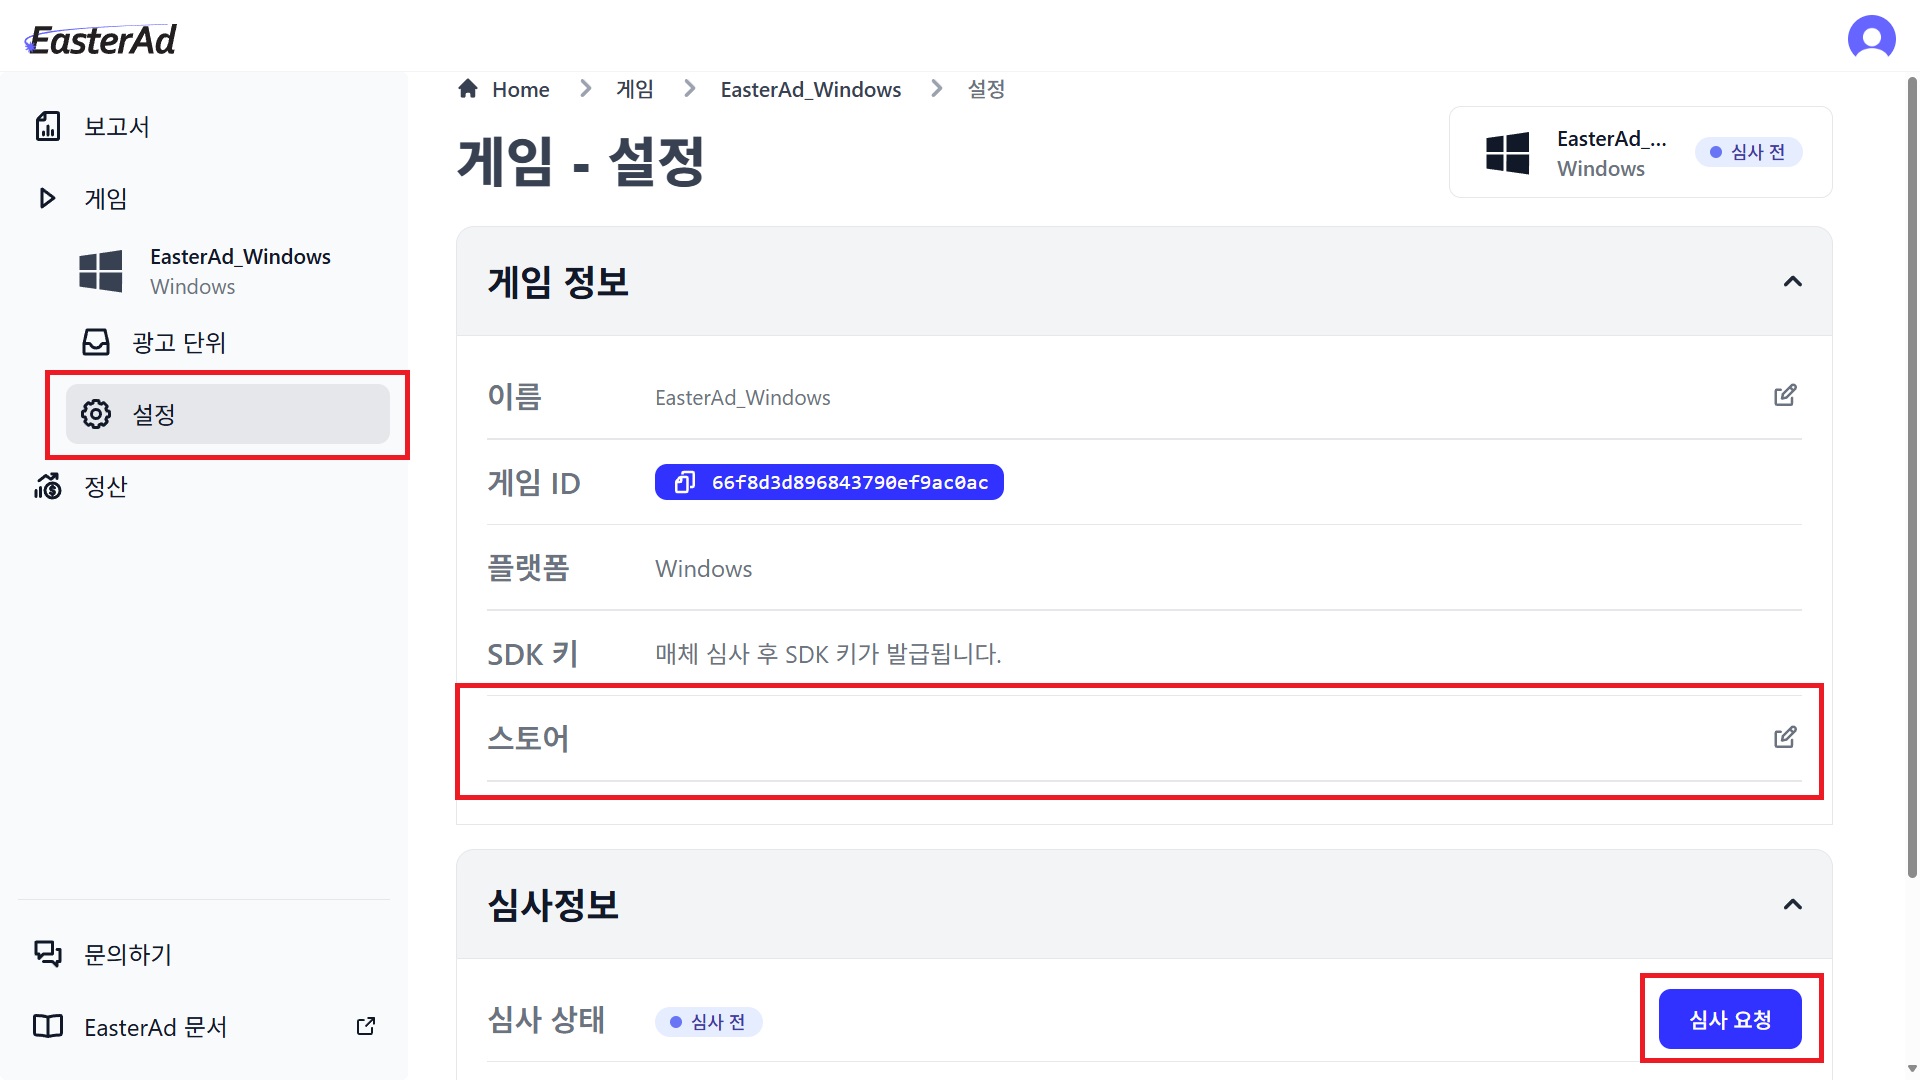 EasterAd
보고서
게임
EasterAd_Windows
Windows
광고 단위
설정
정산
문의하기
EasterAd 문서
Home 게임 EasterAd_Windows 설정
게임 - 설정
EasterAd_...
Windows
심사 전
게임 정보
이름 EasterAd_Windows
게임 ID 66f8d3d896843790ef9ac0ac
플랫폼 Windows
SDK 키 매체 심사 후 SDK 키가 발급됩니다.
스토어
심사정보
심사 상태 심사 전 심사 요청